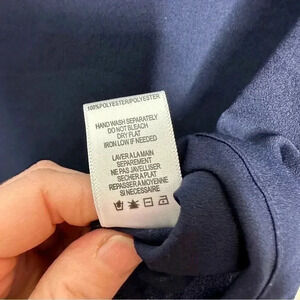 100%POLYESTER/POLYESTER
HAND WASH SEPARATELY
DO NOT BLEACH
DRY FLAT
IRON LOW IF NEEDED
LAVER A LA MAIN
SEPAREMENT
NE PAS JAVELLISER
SECHER A PLAT
REPASSER A MOYENNE
SI NECESSAIRE